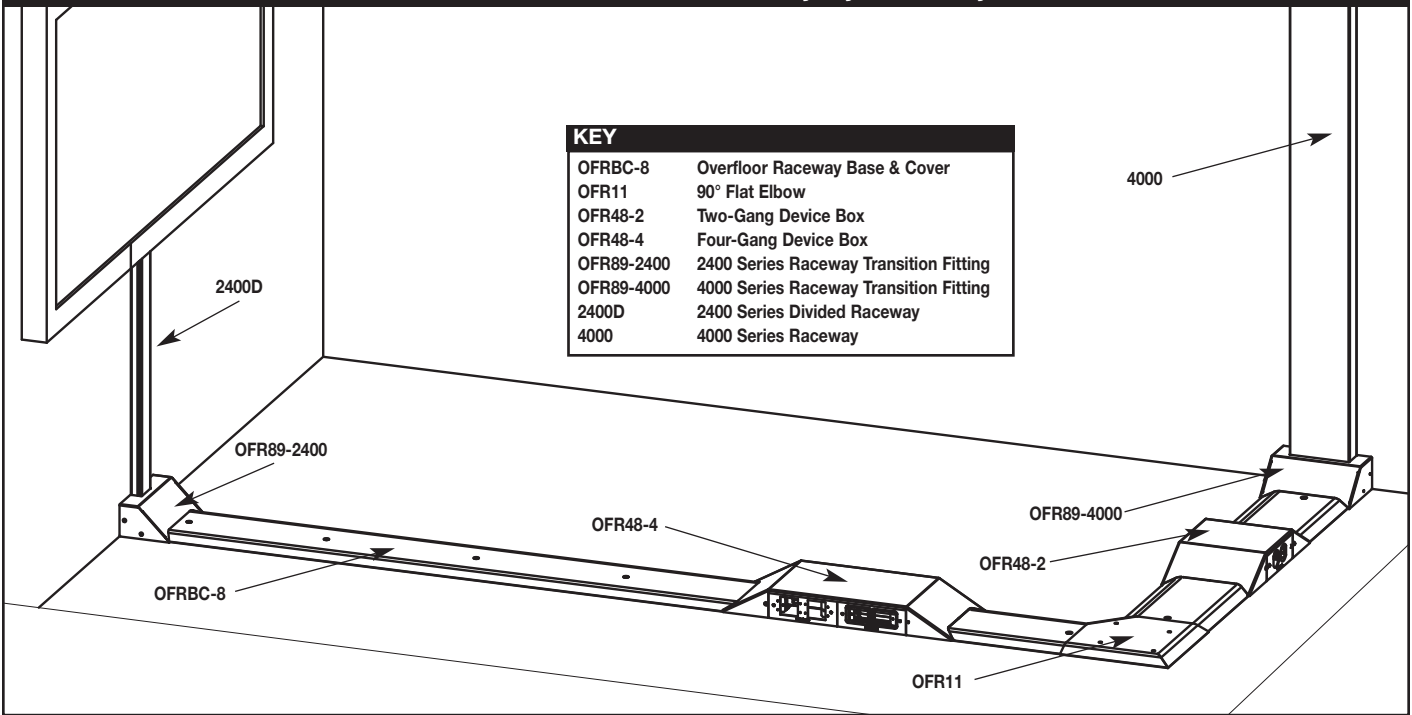 KEY
OFRBC-8 Overfloor Raceway Base & Cover
OFR11 90° Flat Elbow
OFR48-2 Two-Gang Device Box
OFR48-4 Four-Gang Device Box
OFR89-2400 2400 Series Raceway Transition Fitting
OFR89-4000 4000 Series Raceway Transition Fitting
2400D 2400 Series Divided Raceway
4000 4000 Series Raceway
4000
2400D
OFR89-2400
OFR89-4000
OFR48-4
OFR48-2
OFRBC-8
OFR11